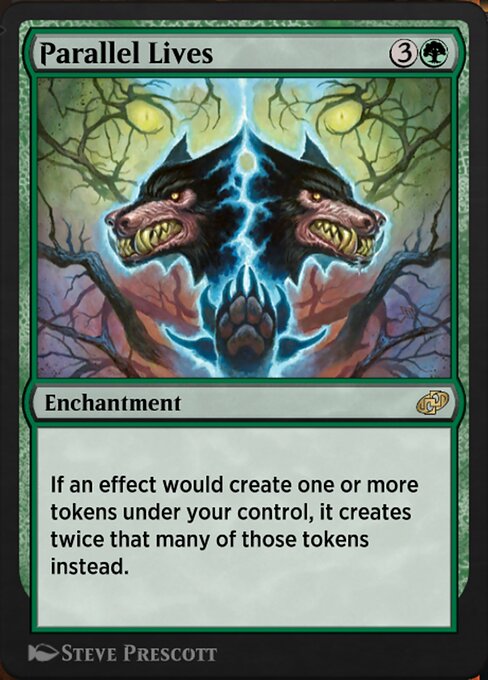 Parallel Lives 3
Enchantment
If an effect would create one or more
tokens under your control, it creates
twice that many of those tokens
instead.
STEVE PRESCOTT